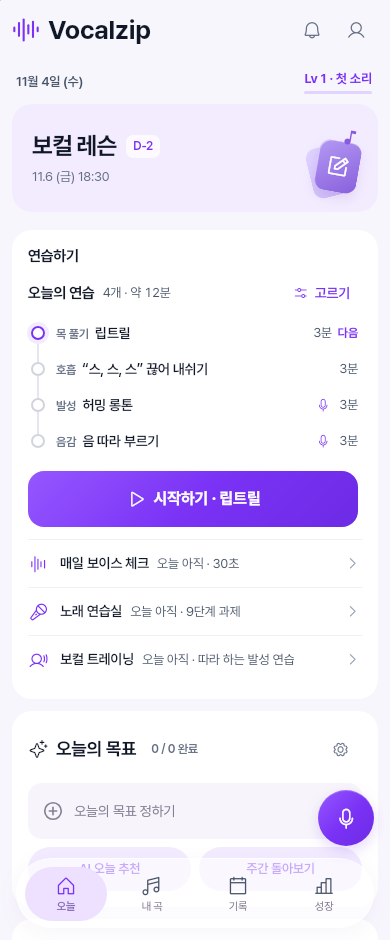 Vocalzip
11월 4일 (수)
Lv 1 · 첫 소리
보컬 레슨 D-2
11.6 (금) 18:30
연습하기
오늘의 연습 4개 · 약 12분 고르기
목 풀기 립트릴 3분 다음
호흡 “스, 스, 스” 끊어 내쉬기 3분
발성 허밍 롱톤 3분
음감 음 따라 부르기 3분
시작하기 · 립트릴
매일 보이스 체크 오늘 아직 · 30초
노래 연습실 오늘 아직 · 9단계 과제
보컬 트레이닝 오늘 아직 · 따라 하는 발성 연습
오늘의 목표 0 / 0 완료
오늘의 목표 정하기
AI 오늘 추천 주간 돌아보기
오늘 내 곡 기록 성장